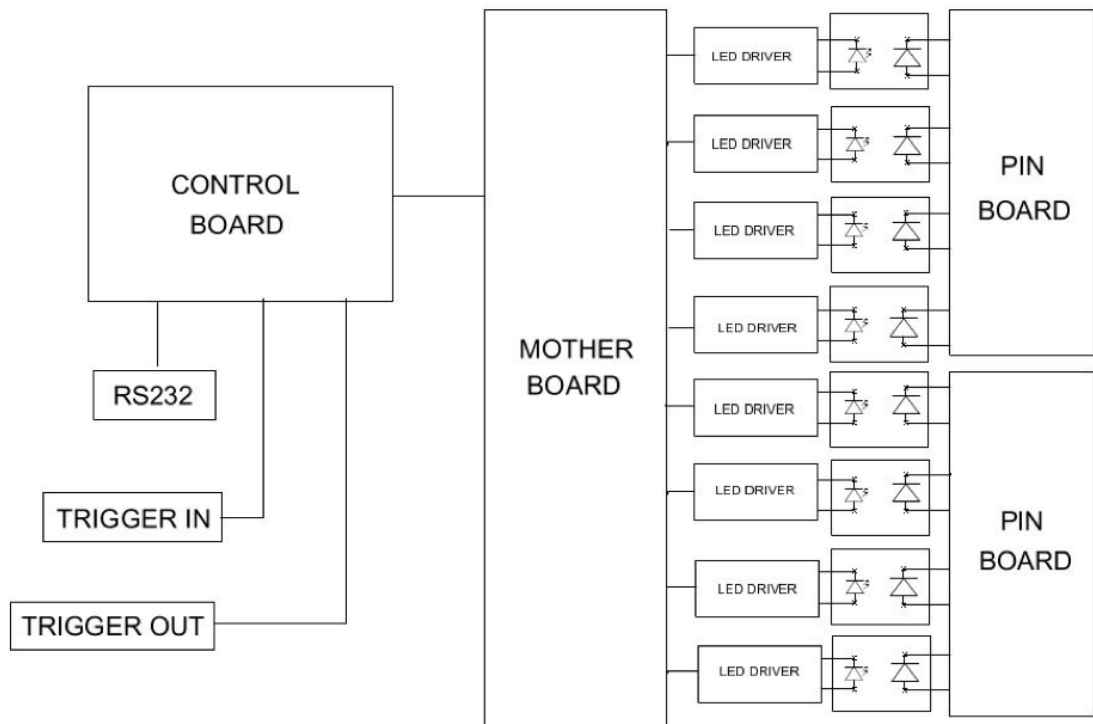 CONTROL
BOARD
RS232
TRIGGER IN
TRIGGER OUT
MOTHER
BOARD
LED DRIVER
LED DRIVER
LED DRIVER
LED DRIVER
LED DRIVER
LED DRIVER
LED DRIVER
LED DRIVER
PIN
BOARD
PIN
BOARD